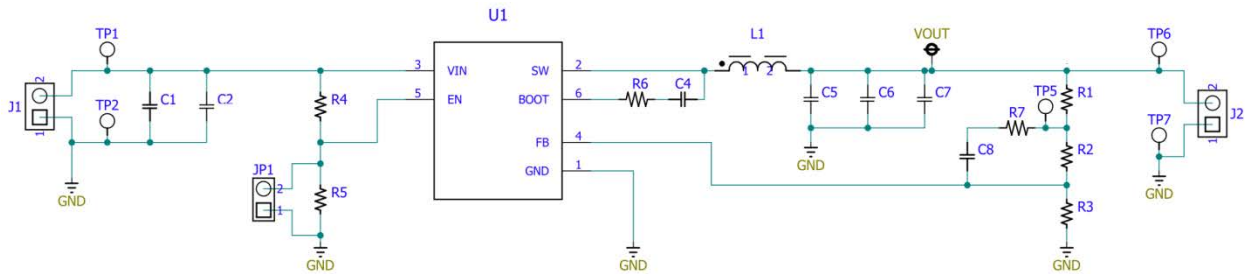 U1
L1
VOUT
TP1
TP6
3
VIN
SW
2
1
2
J1
2
1
TP2
C1
C2
R4
5
EN
BOOT
6
R6
C4
C5
C6
C7
R1
TP5
R7
TP7
2
J2
1
FB
4
C8
R2
GND
JP1
2
1
R5
GND
1
GND
GND
R3
GND
GND
GND
GND